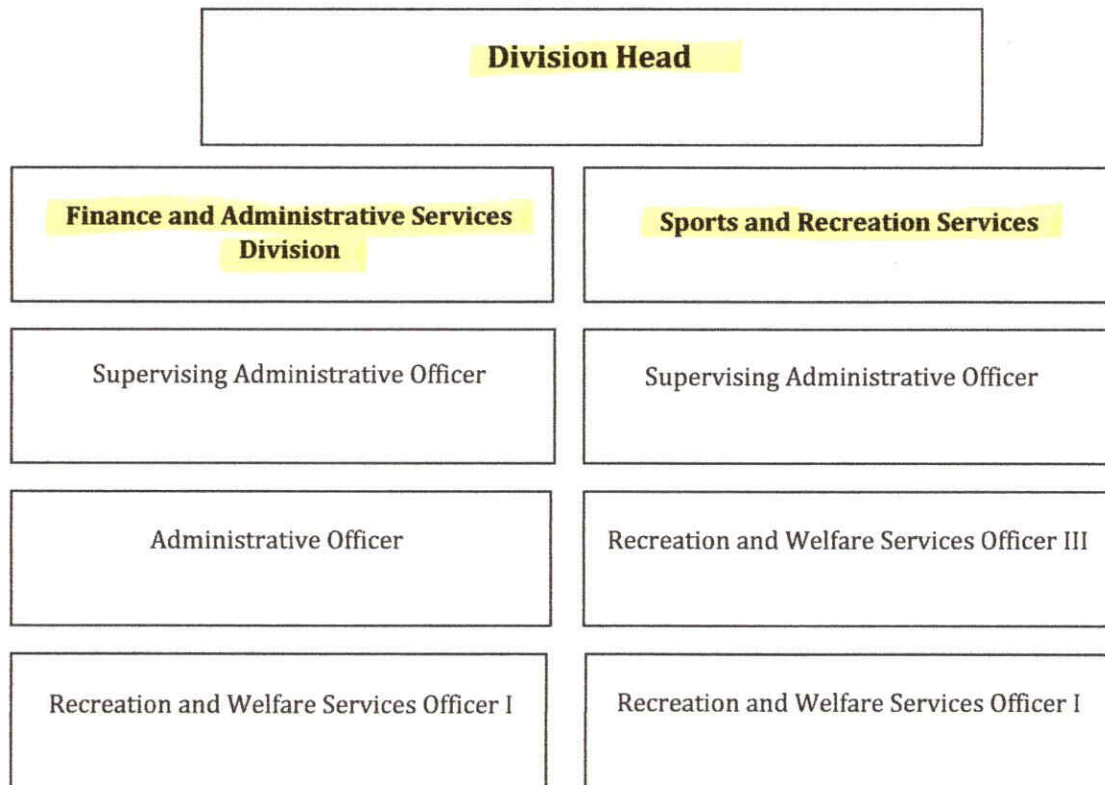 Division Head
Finance and Administrative Services
Division
Sports and Recreation Services
Supervising Administrative Officer
Supervising Administrative Officer
Administrative Officer
Recreation and Welfare Services Officer III
Recreation and Welfare Services Officer I
Recreation and Welfare Services Officer I